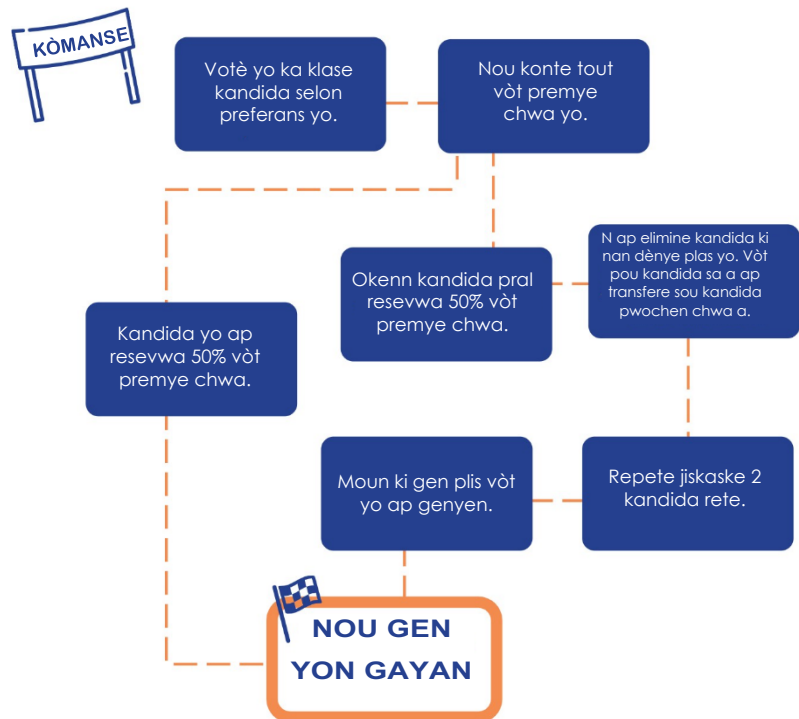 KÒMANSE
Votè yo ka klase
kandida selon
preferans yo.
Nou konte tout
vòt premye
chwa yo.
Okenn kandida pral
resevwa 50% vòt
premye chwa.
N ap elimine kandida ki
nan dènye plas yo. Vòt
pou kandida sa a ap
transfere sou kandida
pwochen chwa a.
Kandida yo ap
resevwa 50% vòt
premye chwa.
Repete jiskaske 2
kandida rete.
Moun ki gen plis vòt
yo ap genyen.
NOU GEN
YON GAYAN